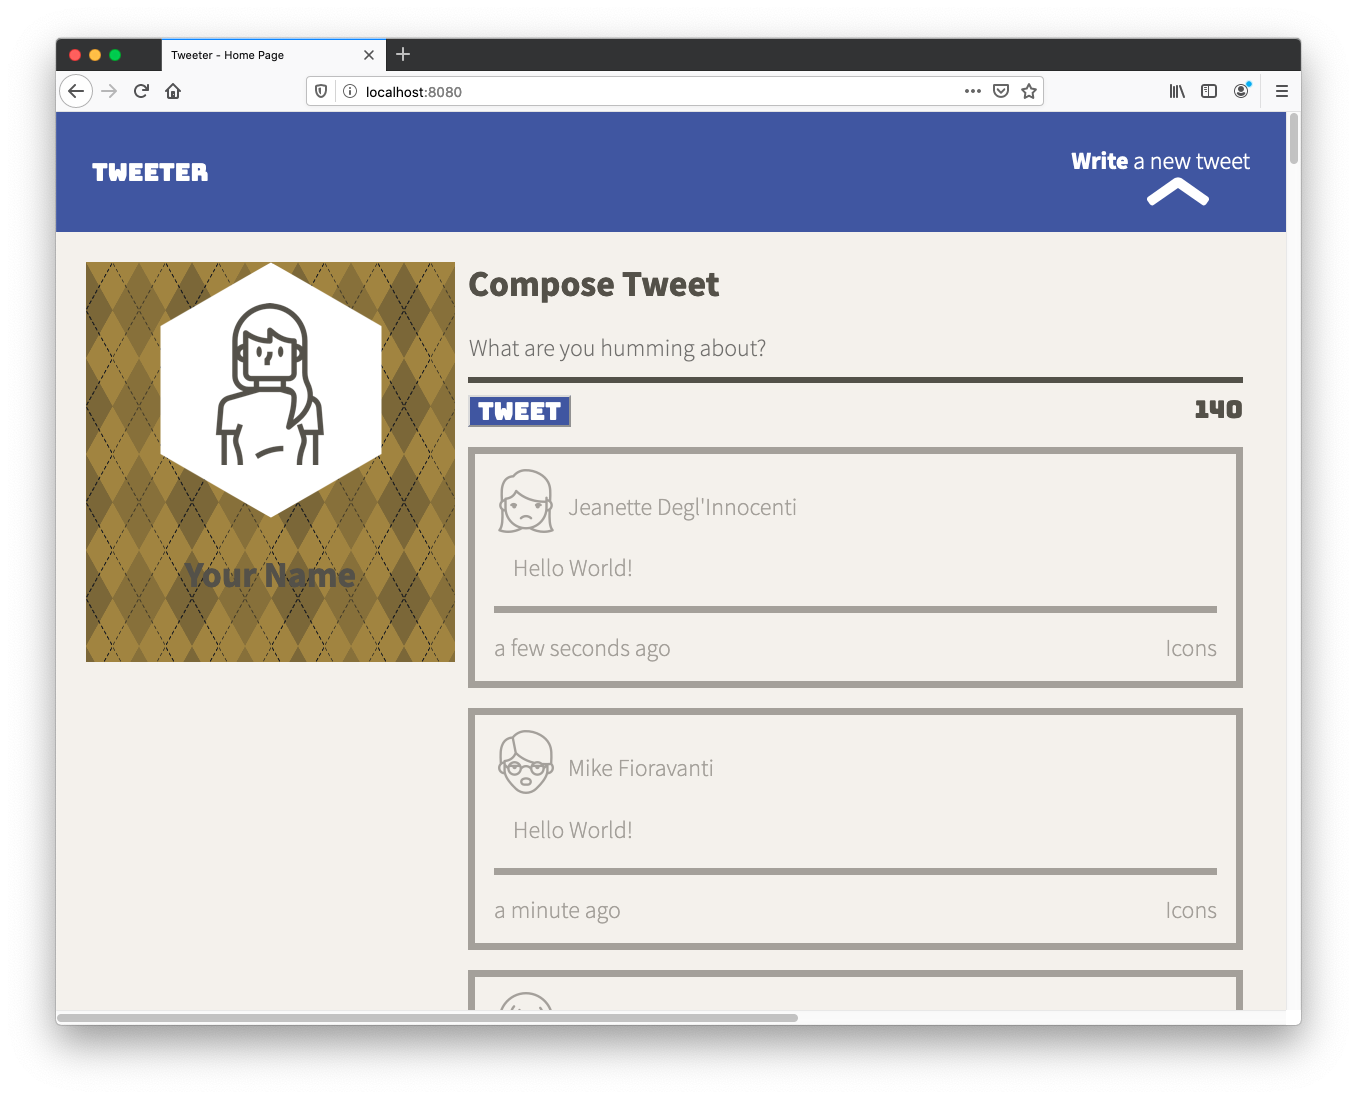 Tweeter - Home Page
localhost:8080
TWEETER
Write a new tweet
Your Name
Compose Tweet
What are you humming about?
TWEET
140
Jeanette Degl'Innocenti
Hello World!
a few seconds ago
Icons
Mike Fioravanti
Hello World!
a minute ago
Icons